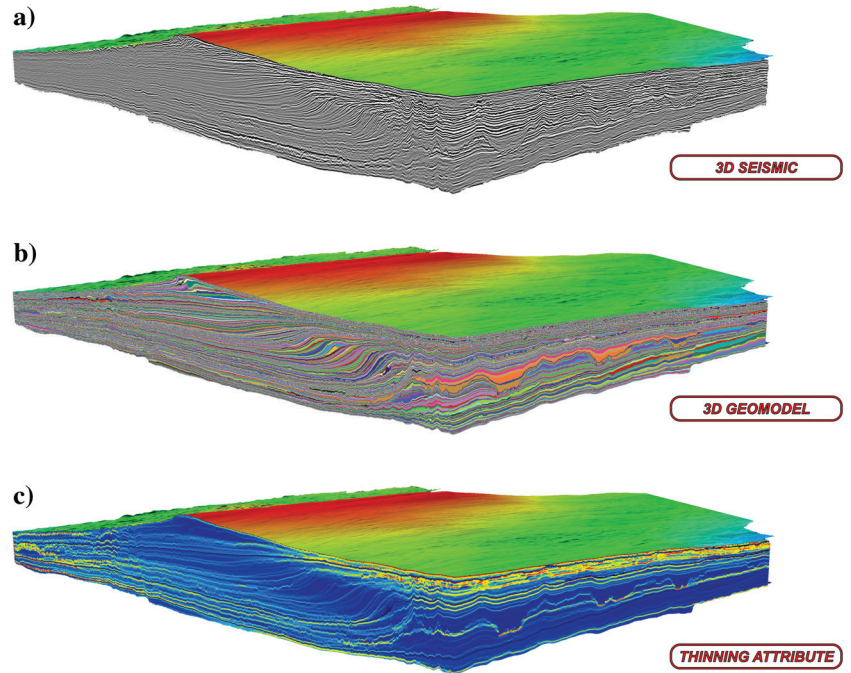 a)
3D SEISMIC
b)
3D GEOMODEL
c)
THINNING ATTRIBUTE